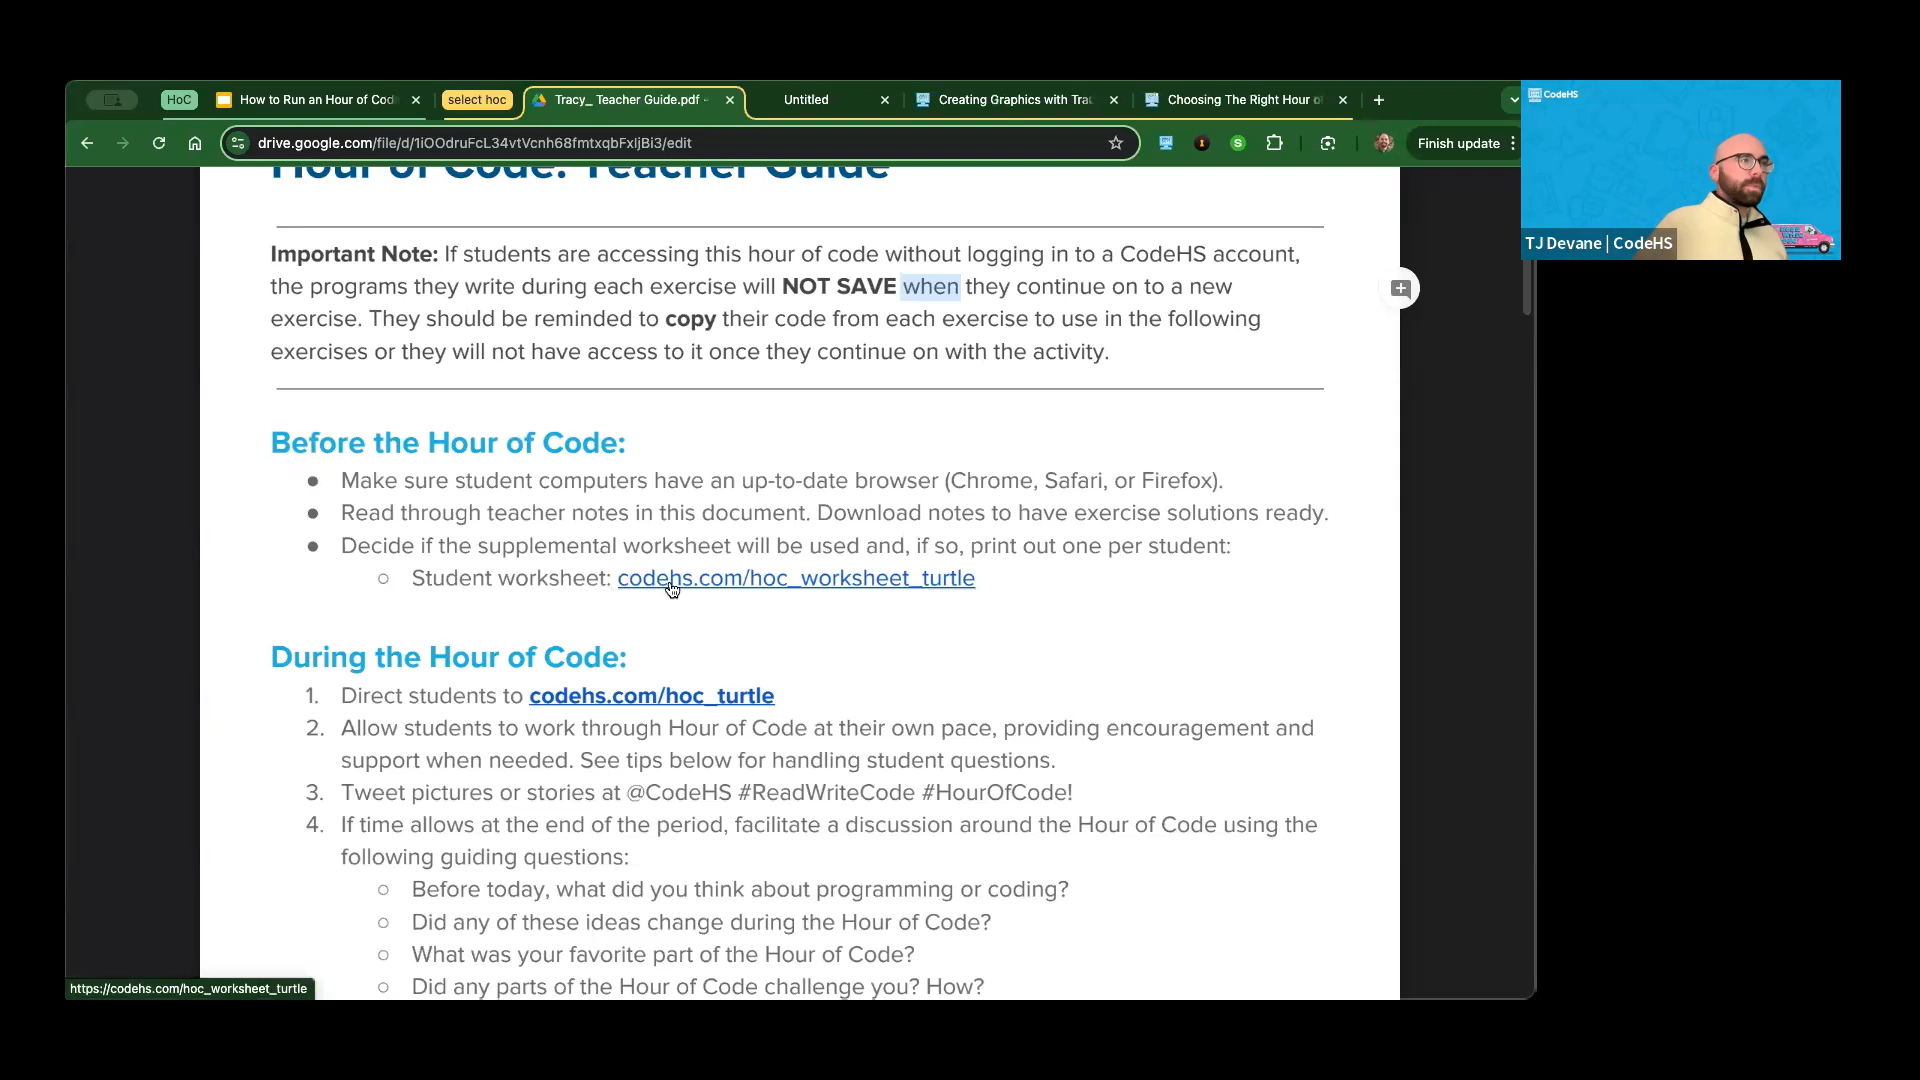 HoC
How to Run an Hour of Cod
select hoc
Tracy_ Teacher Guide.pdf -
Untitled
Creating Graphics with Tra
Choosing The Right Hour o
drive.google.com/file/d/1iOOdruFcL34vtVcnh68fmtxqbFxIjBi3/edit
Finish update
CodeHS
TJ Devane | CodeHS
Hour of Code: Teacher Guide
Important Note: If students are accessing this hour of code without logging in to a CodeHS account,
the programs they write during each exercise will NOT SAVE when they continue on to a new
exercise. They should be reminded to copy their code from each exercise to use in the following
exercises or they will not have access to it once they continue on with the activity.
Before the Hour of Code:
● Make sure student computers have an up-to-date browser (Chrome, Safari, or Firefox).
● Read through teacher notes in this document. Download notes to have exercise solutions ready.
● Decide if the supplemental worksheet will be used and, if so, print out one per student:
○ Student worksheet: codehs.com/hoc_worksheet_turtle
During the Hour of Code:
1. Direct students to codehs.com/hoc_turtle
2. Allow students to work through Hour of Code at their own pace, providing encouragement and
support when needed. See tips below for handling student questions.
3. Tweet pictures or stories at @CodeHS #ReadWriteCode #HourOfCode!
4. If time allows at the end of the period, facilitate a discussion around the Hour of Code using the
following guiding questions:
○ Before today, what did you think about programming or coding?
○ Did any of these ideas change during the Hour of Code?
○ What was your favorite part of the Hour of Code?
○ Did any parts of the Hour of Code challenge you? How?
https://codehs.com/hoc_worksheet_turtle